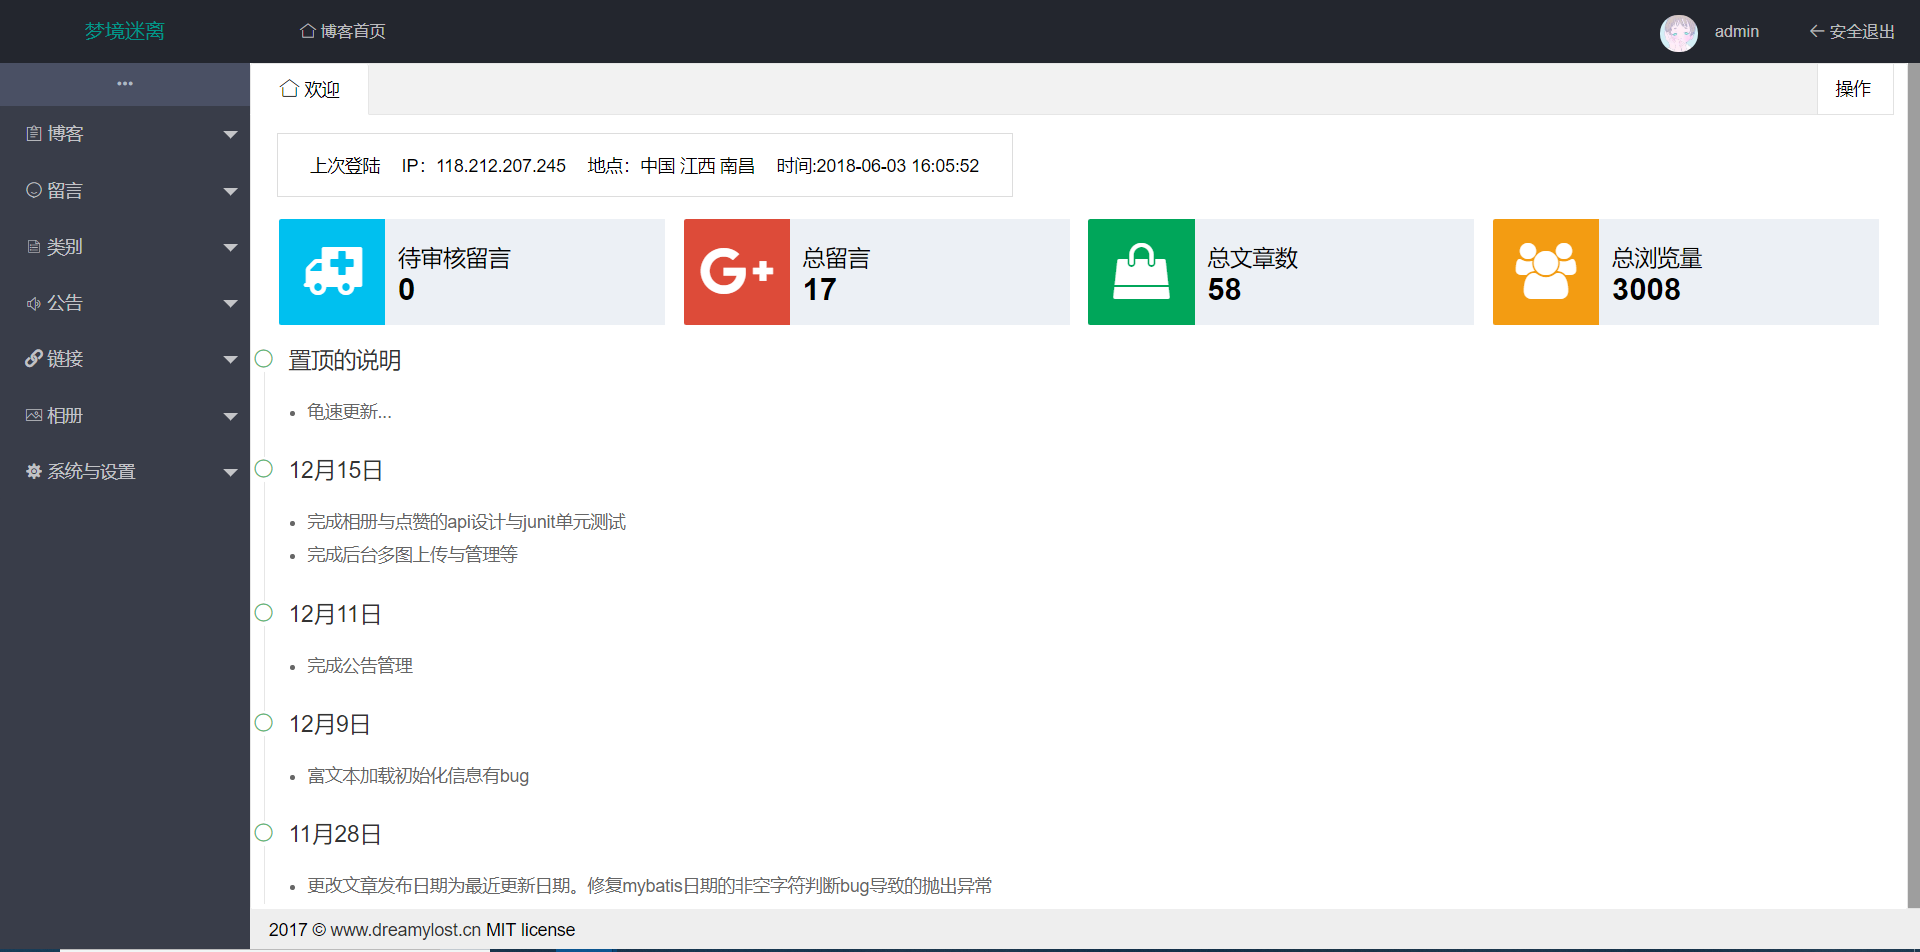 梦境迷离
博客首页
admin
安全退出
博客
留言
类别
公告
链接
相册
系统与设置
欢迎
操作
上次登陆 IP：118.212.207.245 地点：中国 江西 南昌 时间:2018-06-03 16:05:52
待审核留言
0
总留言
17
总文章数
58
总浏览量
3008
置顶的说明
龟速更新...
12月15日
完成相册与点赞的api设计与junit单元测试
完成后台多图上传与管理等
12月11日
完成公告管理
12月9日
富文本加载初始化信息有bug
11月28日
更改文章发布日期为最近更新日期。修复mybatis日期的非空字符判断bug导致的抛出异常
2017 © www.dreamylost.cn MIT license